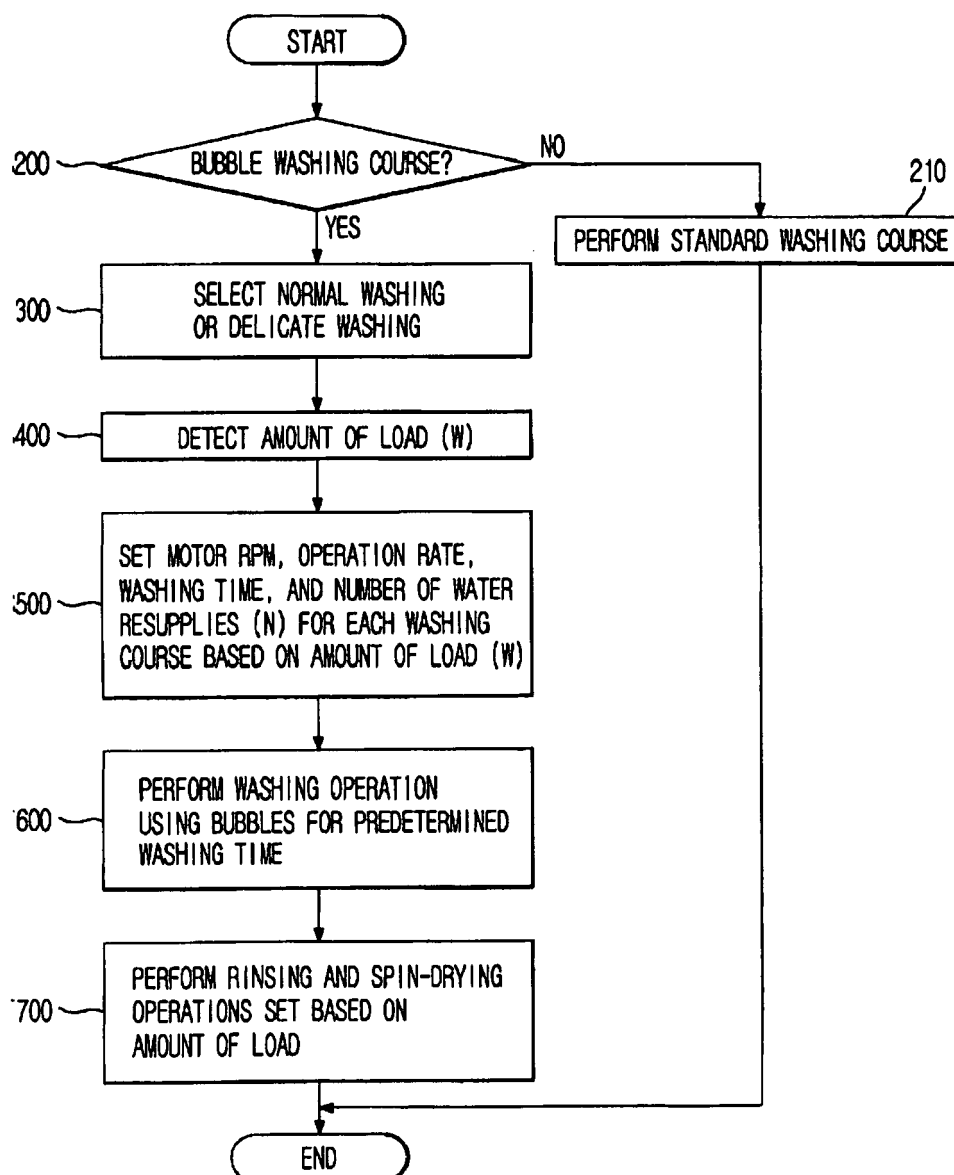 START
200
BUBBLE WASHING COURSE?
NO
210
YES
PERFORM STANDARD WASHING COURSE
300
SELECT NORMAL WASHING
OR DELICATE WASHING
400
DETECT AMOUNT OF LOAD (W)
500
SET MOTOR RPM, OPERATION RATE,
WASHING TIME, AND NUMBER OF WATER
RESUPPLIES (N) FOR EACH WASHING
COURSE BASED ON AMOUNT OF LOAD (W)
600
PERFORM WASHING OPERATION
USING BUBBLES FOR PREDETERMINED
WASHING TIME
700
PERFORM RINSING AND SPIN-DRYING
OPERATIONS SET BASED ON
AMOUNT OF LOAD
END